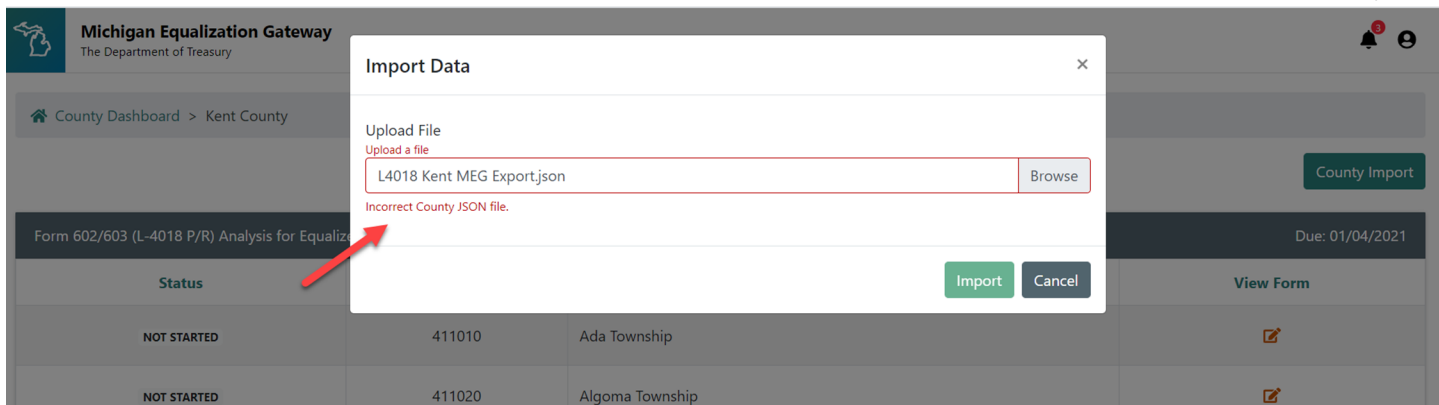 Michigan Equalization Gateway
The Department of Treasury
3
Import Data
×
County Dashboard > Kent County
Upload File
Upload a file
L4018 Kent MEG Export.json
Browse
Incorrect County JSON file.
County Import
Form 602/603 (L-4018 P/R) Analysis for Equaliz
Due: 01/04/2021
Import
Cancel
Status
View Form
NOT STARTED
411010
Ada Township
NOT STARTED
411020
Algoma Township